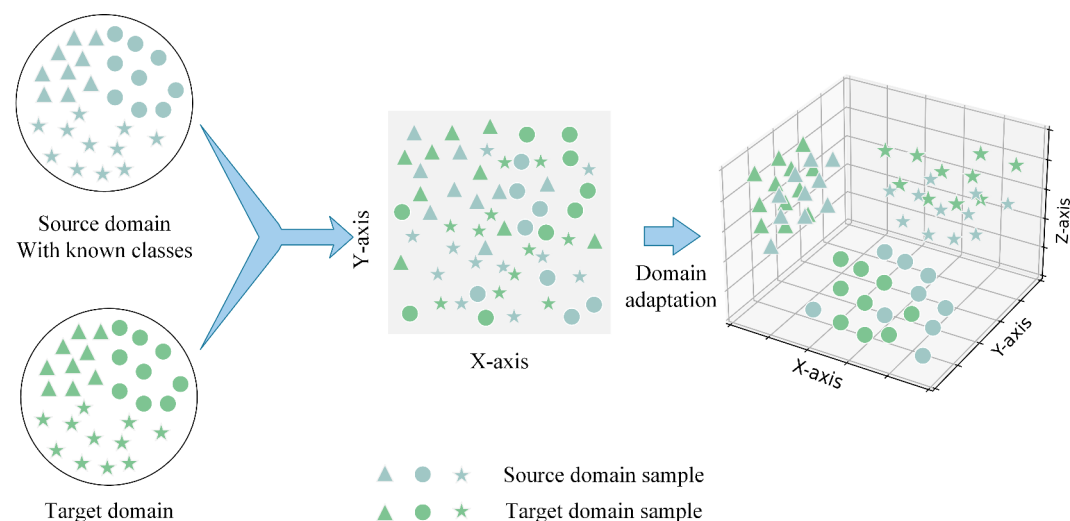 Source domain
With known classes
Target domain
Y-axis
X-axis
Domain
adaptation
X-axis
Y-axis
Z-axis
Source domain sample
Target domain sample